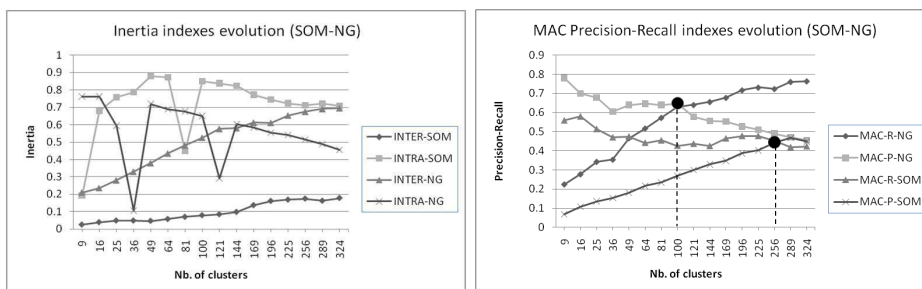 Inertia indexes evolution (SOM-NG)
1
0.9
0.8
0.7
0.6
0.5
0.4
0.3
0.2
0.1
0
Inertia
9 16 25 36 49 64 81 100 121 144 169 196 225 256 289 324
Nb. of clusters
INTER-SOM
INTRA-SOM
INTER-NG
INTRA-NG
MAC Precision-Recall indexes evolution (SOM-NG)
0.9
0.8
0.7
0.6
0.5
0.4
0.3
0.2
0.1
0
Precision-Recall
9 16 25 36 49 64 81 100 121 144 169 196 225 256 289 324
Nb. of clusters
MAC-R-NG
MAC-P-NG
MAC-R-SOM
MAC-P-SOM